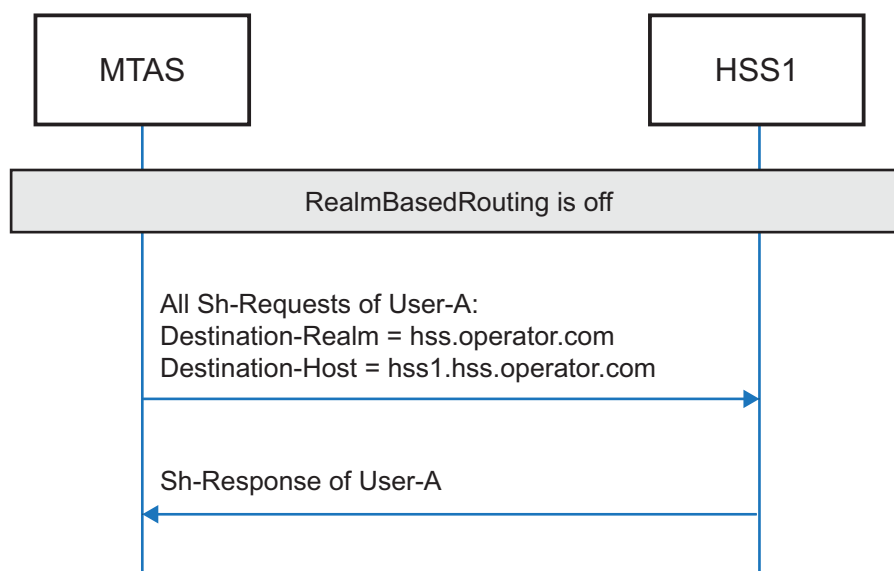 MTAS
HSS1
RealmBasedRouting is off
All Sh-Requests of User-A:
Destination-Realm = hss.operator.com
Destination-Host = hss1.hss.operator.com
Sh-Response of User-A